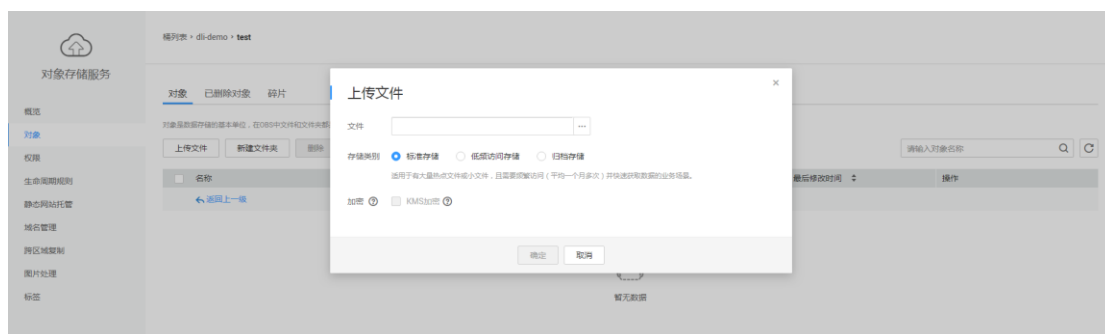 桶列表 › dli-demo › test
对象存储服务
概览
对象
权限
生命周期规则
静态网站托管
域名管理
跨区域复制
图片处理
标签
对象 已删除对象 碎片
对象是数据存储的基本单位，在OBS中文件和文件夹都
上传文件 新建文件夹 删除
请输入对象名称
名称
最后修改时间 操作
返回上一级
暂无数据
上传文件
文件
存储类别 标准存储 低频访问存储 归档存储
适用于有大量热点文件或小文件，且需要频繁访问（平均一个月多次）并快速获取数据的业务场景。
加密 KMS加密
确定 取消